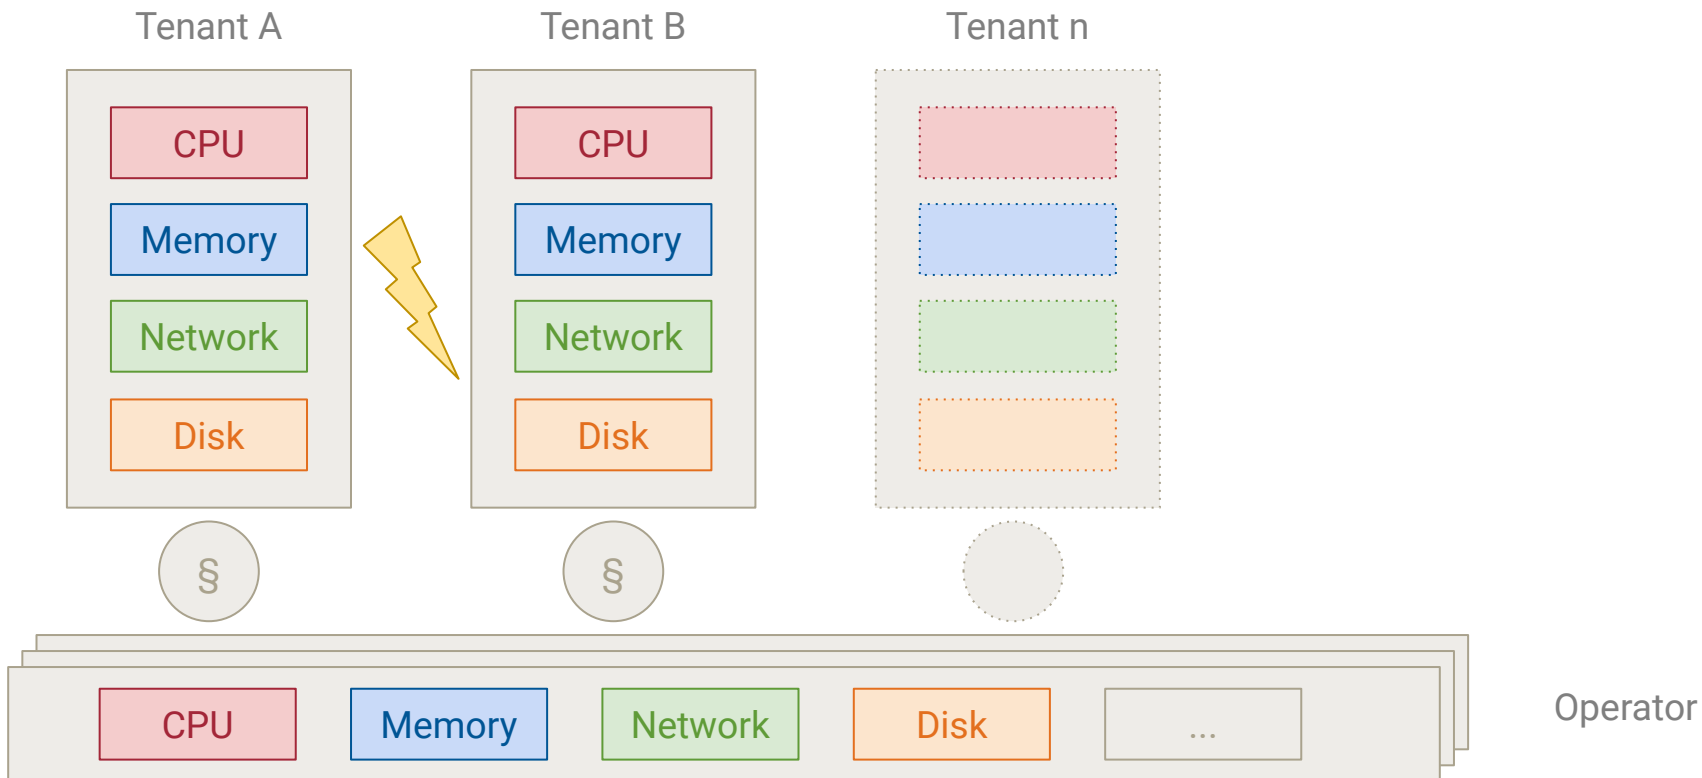 Tenant A
Tenant B
Tenant n
CPU
Memory
Network
Disk
CPU
Memory
Network
Disk
§
§
CPU
Memory
Network
Disk
...
Operator